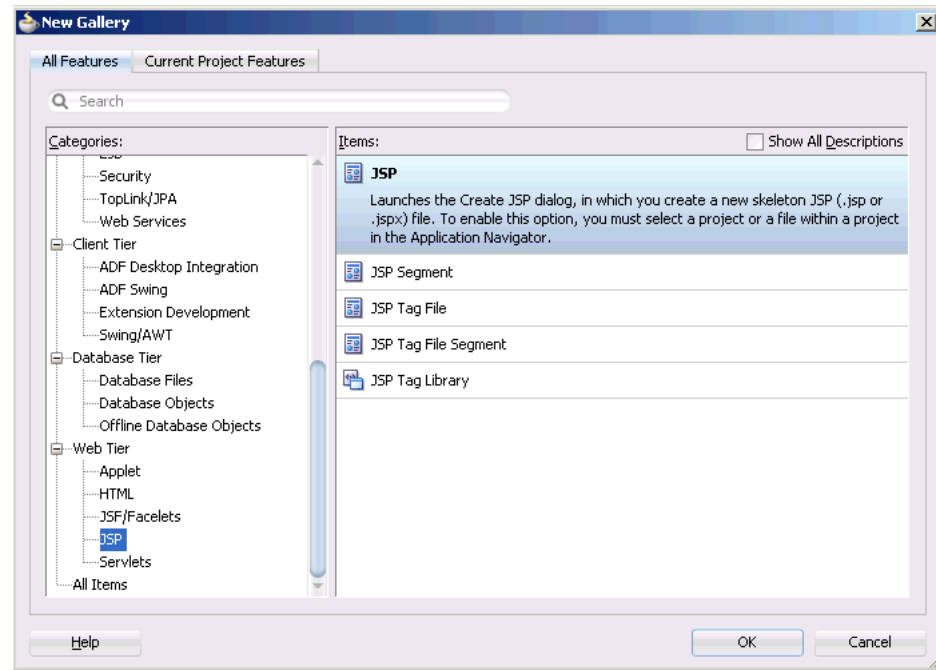 New Gallery
All Features Current Project Features
Search
Categories:
Security
TopLink/JPA
Web Services
Client Tier
ADF Desktop Integration
ADF Swing
Extension Development
Swing/AWT
Database Tier
Database Files
Database Objects
Offline Database Objects
Web Tier
Applet
HTML
JSF/Facelets
JSP
Servlets
All Items
Items: Show All Descriptions
JSP
Launches the Create JSP dialog, in which you create a new skeleton JSP (.jsp or
.jspx) file. To enable this option, you must select a project or a file within a project
in the Application Navigator.
JSP Segment
JSP Tag File
JSP Tag File Segment
JSP Tag Library
Help OK Cancel